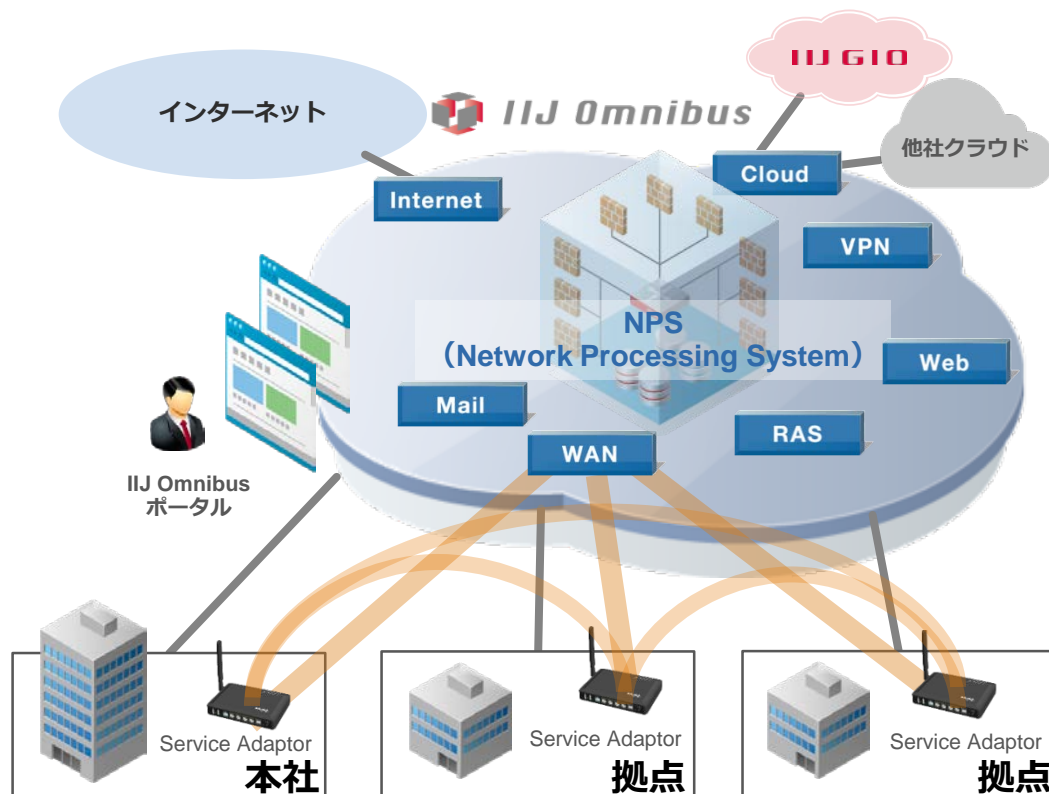 IIJ GIO
インターネット
IIJ Omnibus
他社クラウド
Cloud
Internet
VPN
NPS
（Network Processing System）
Web
Mail
RAS
WAN
IIJ Omnibus
ポータル
Service Adaptor
本社
Service Adaptor
拠点
Service Adaptor
拠点